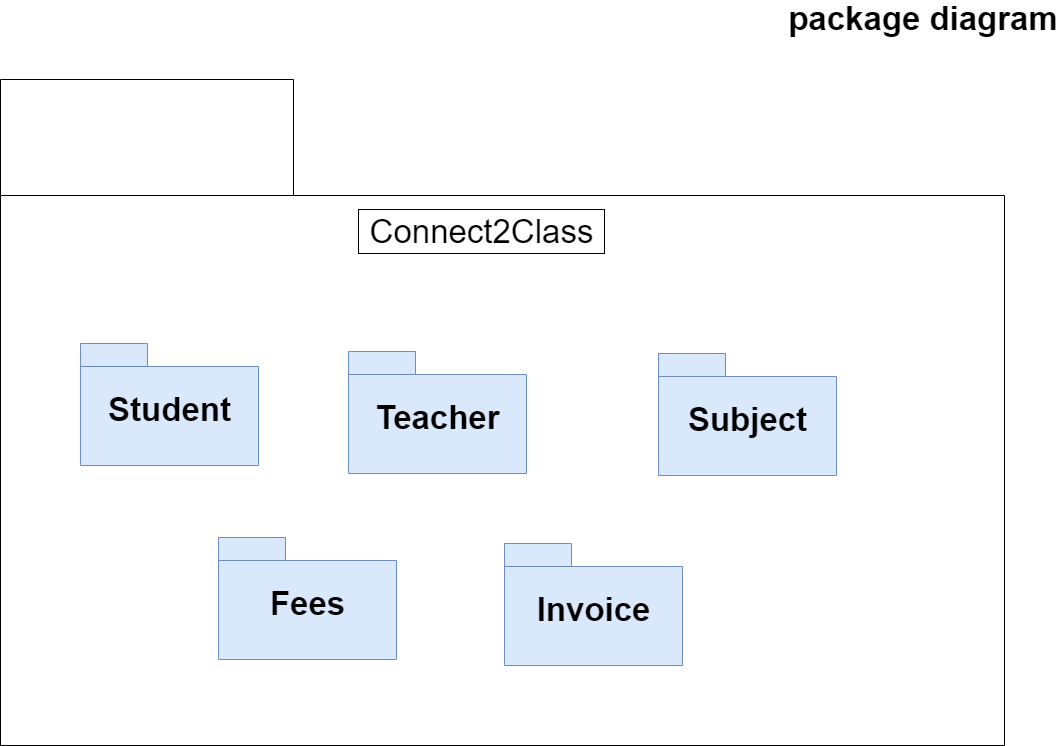 package diagram
Connect2Class
Student
Teacher
Subject
Fees
Invoice